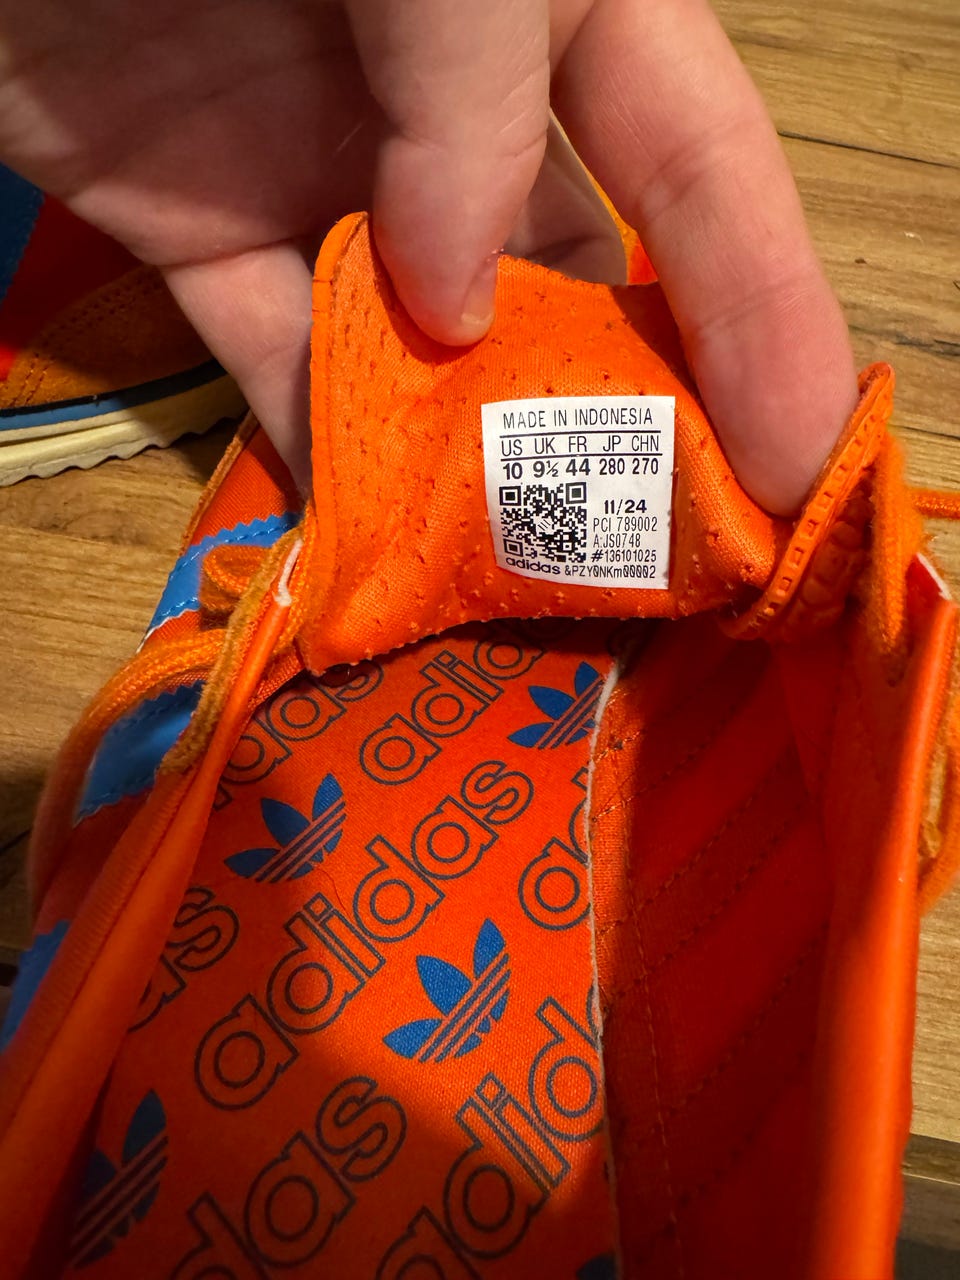 MADE IN INDONESIA
US UK FR JP CHN
10 9½ 44 280 270
11/24
PCI 789002
A:JS0748
#136101025
adidas &PZY0NKm00002
adidas
adidas
adidas
adidas
adidas
adidas